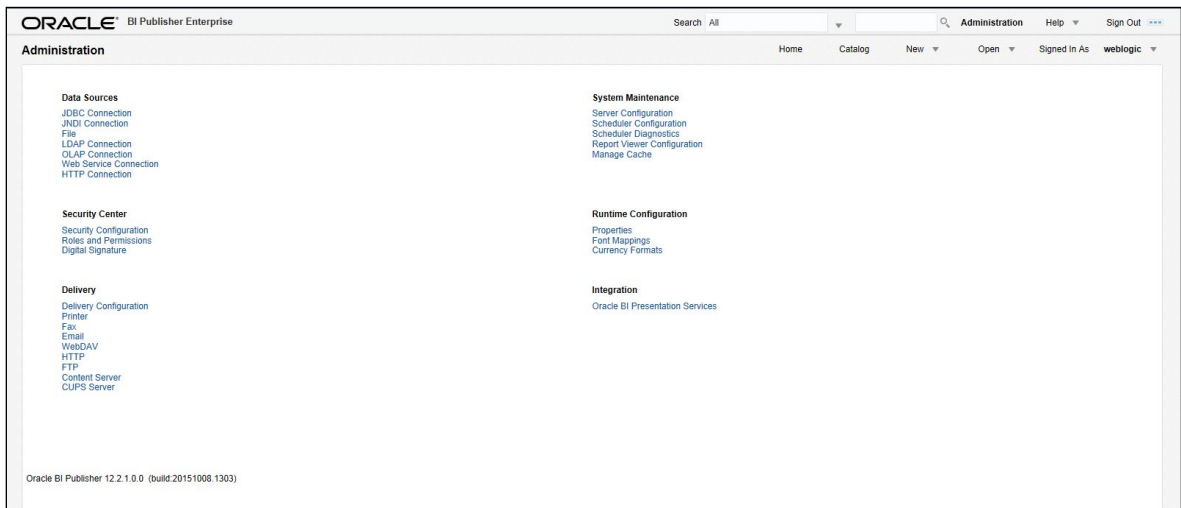 ORACLE BI Publisher Enterprise Search All Administration Help Sign Out
Administration Home Catalog New Open Signed In As weblogic
Data Sources
JDBC Connection
JNDI Connection
File
LDAP Connection
OLAP Connection
Web Service Connection
HTTP Connection
System Maintenance
Server Configuration
Scheduler Configuration
Scheduler Diagnostics
Report Viewer Configuration
Manage Cache
Security Center
Security Configuration
Roles and Permissions
Digital Signature
Runtime Configuration
Properties
Font Mappings
Currency Formats
Delivery
Delivery Configuration
Printer
Fax
Email
WebDAV
HTTP
FTP
Content Server
CUPS Server
Integration
Oracle BI Presentation Services
Oracle BI Publisher 12.2.1.0.0 (build:20151008.1303)